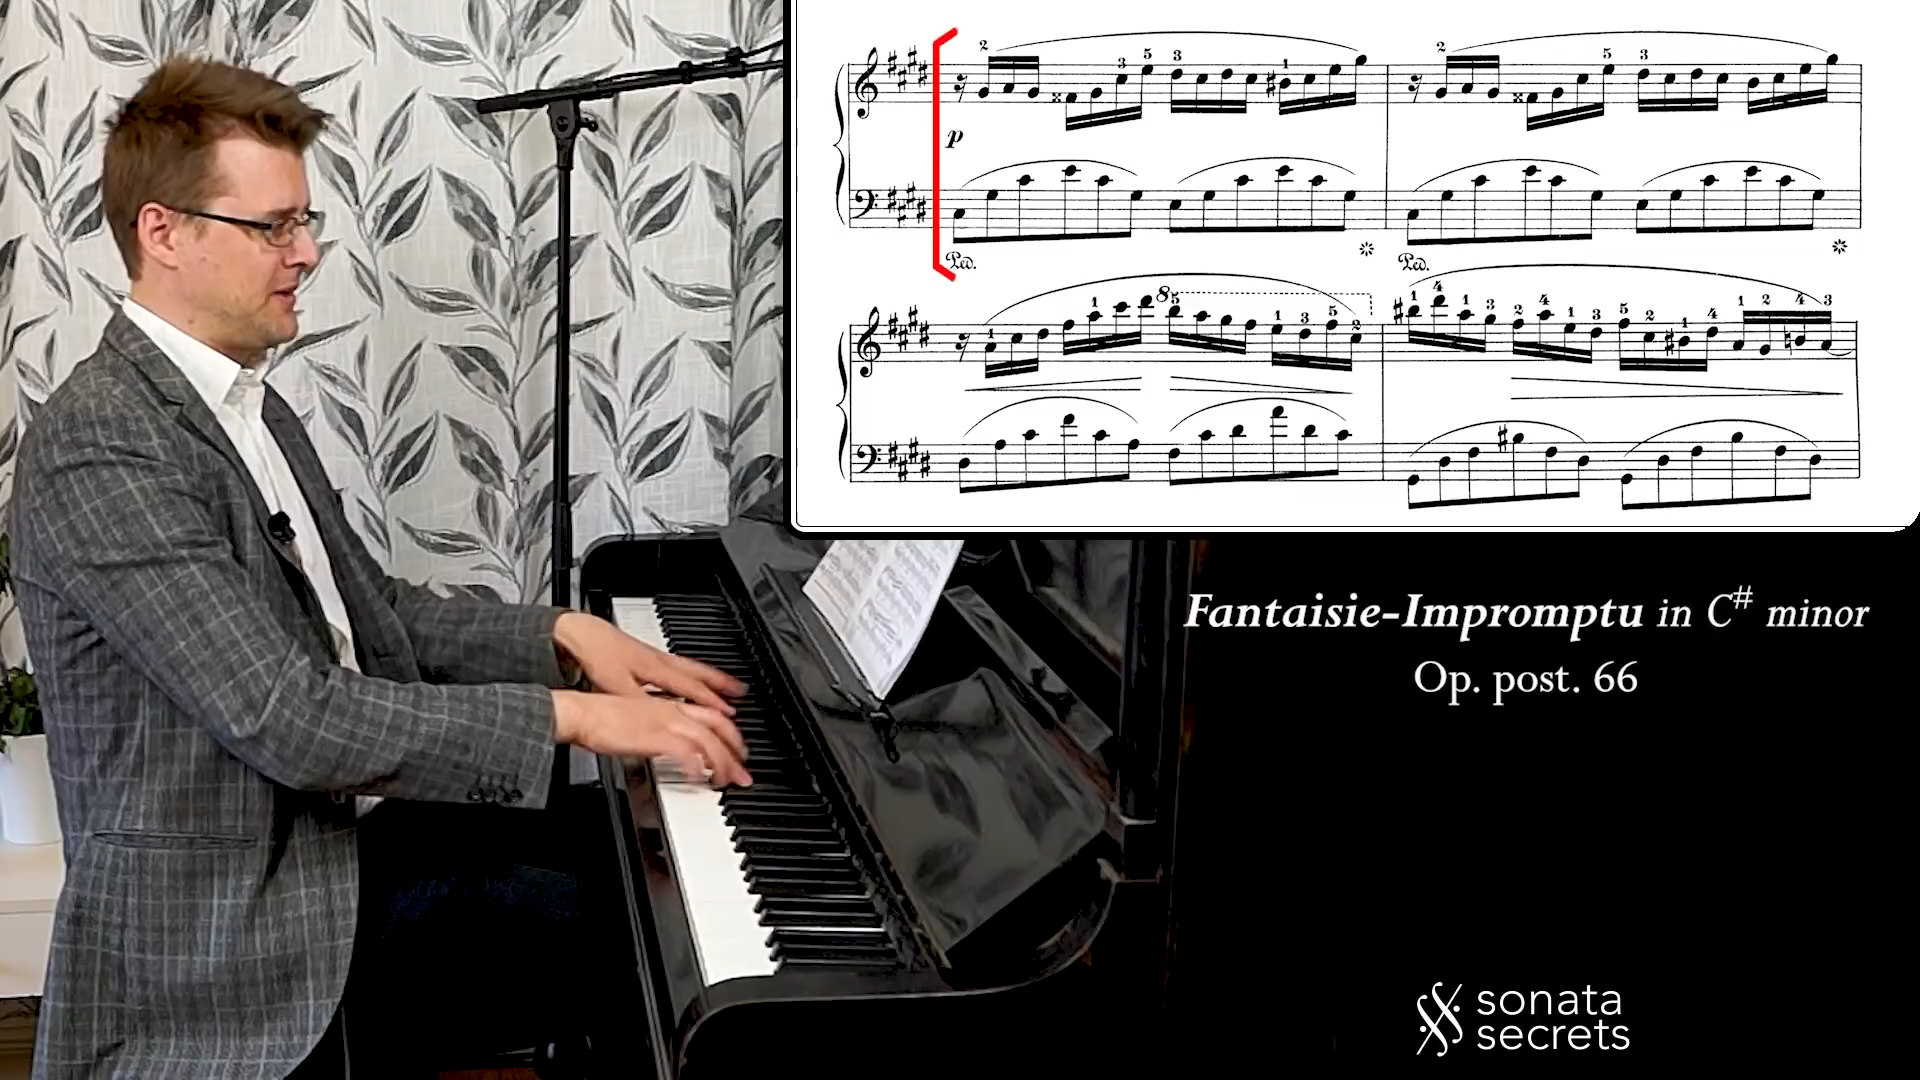 Fantaisie-Impromptu in C# minor
Op. post. 66
sonata
secrets